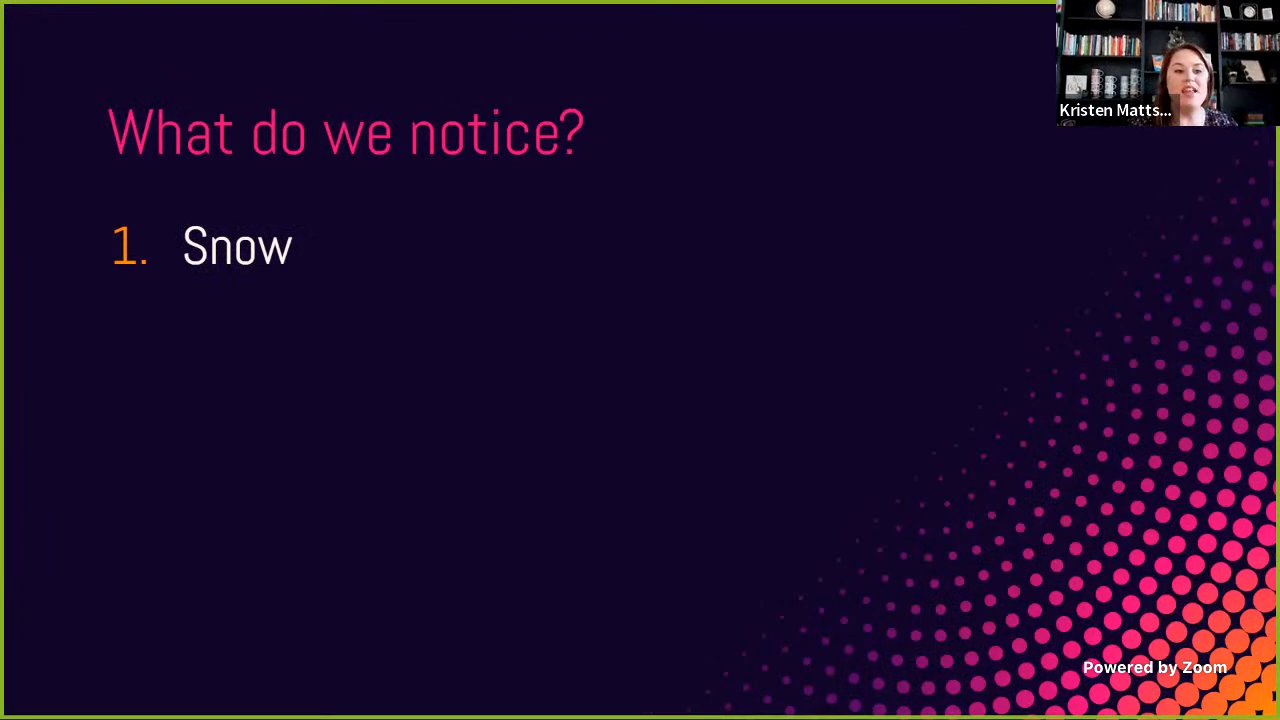 Kristen Matts...
What do we notice?
1. Snow
Powered by Zoom